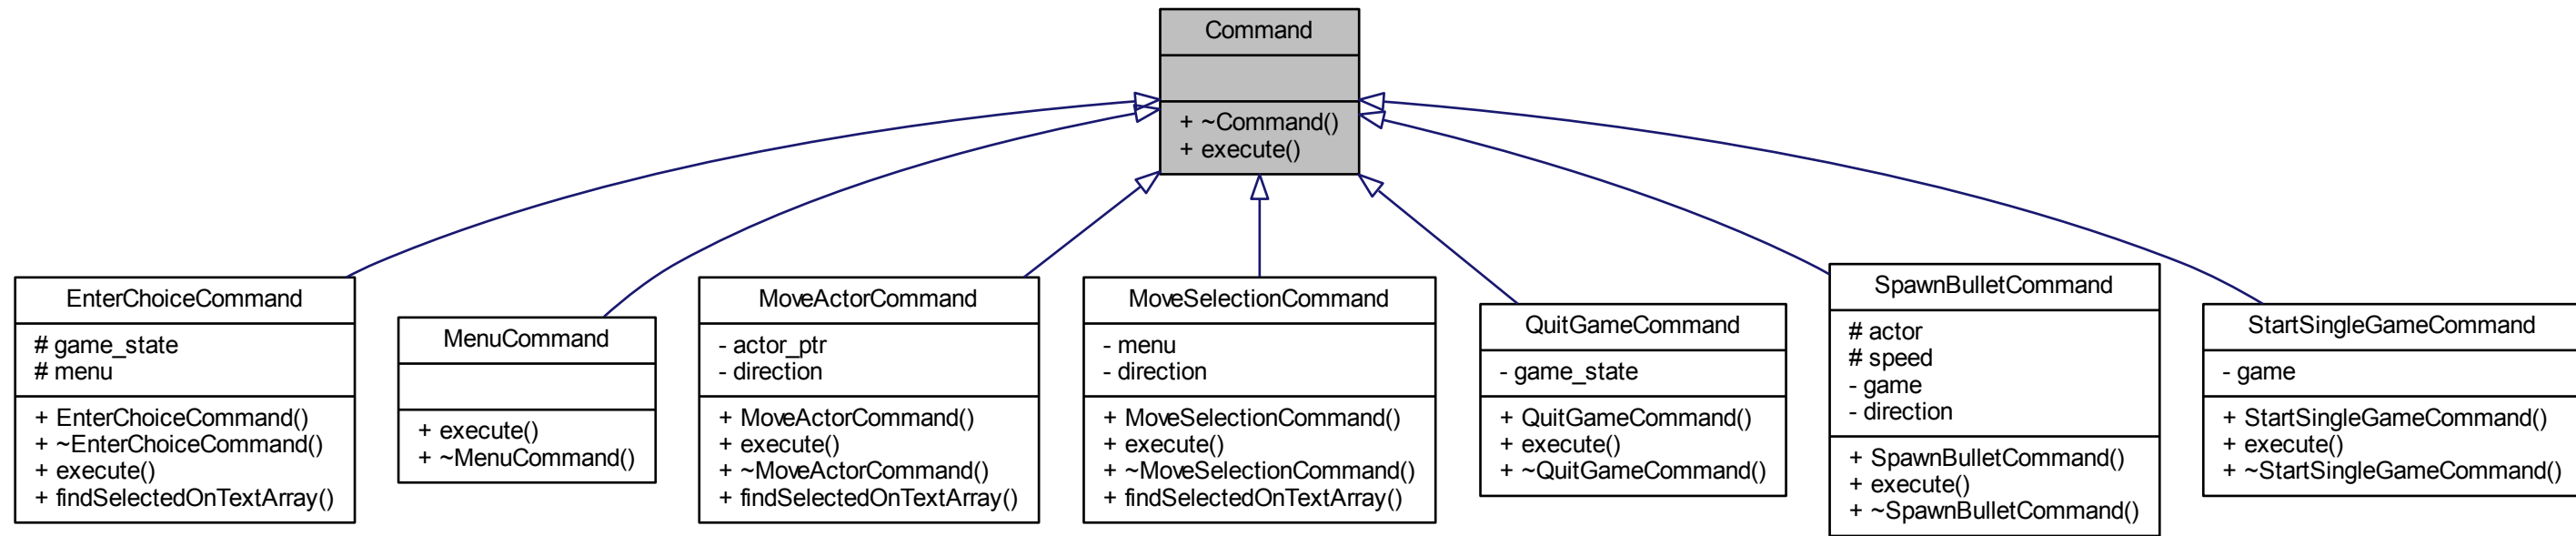 Command
+ ~Command()
+ execute()
EnterChoiceCommand
# game_state
# menu
+ EnterChoiceCommand()
+ ~EnterChoiceCommand()
+ execute()
+ findSelectedOnTextArray()
MenuCommand
+ execute()
+ ~MenuCommand()
MoveActorCommand
- actor_ptr
- direction
+ MoveActorCommand()
+ execute()
+ ~MoveActorCommand()
+ findSelectedOnTextArray()
MoveSelectionCommand
- menu
- direction
+ MoveSelectionCommand()
+ execute()
+ ~MoveSelectionCommand()
+ findSelectedOnTextArray()
QuitGameCommand
- game_state
+ QuitGameCommand()
+ execute()
+ ~QuitGameCommand()
SpawnBulletCommand
# actor
# speed
- game
- direction
+ SpawnBulletCommand()
+ execute()
+ ~SpawnBulletCommand()
StartSingleGameCommand
- game
+ StartSingleGameCommand()
+ execute()
+ ~StartSingleGameCommand()